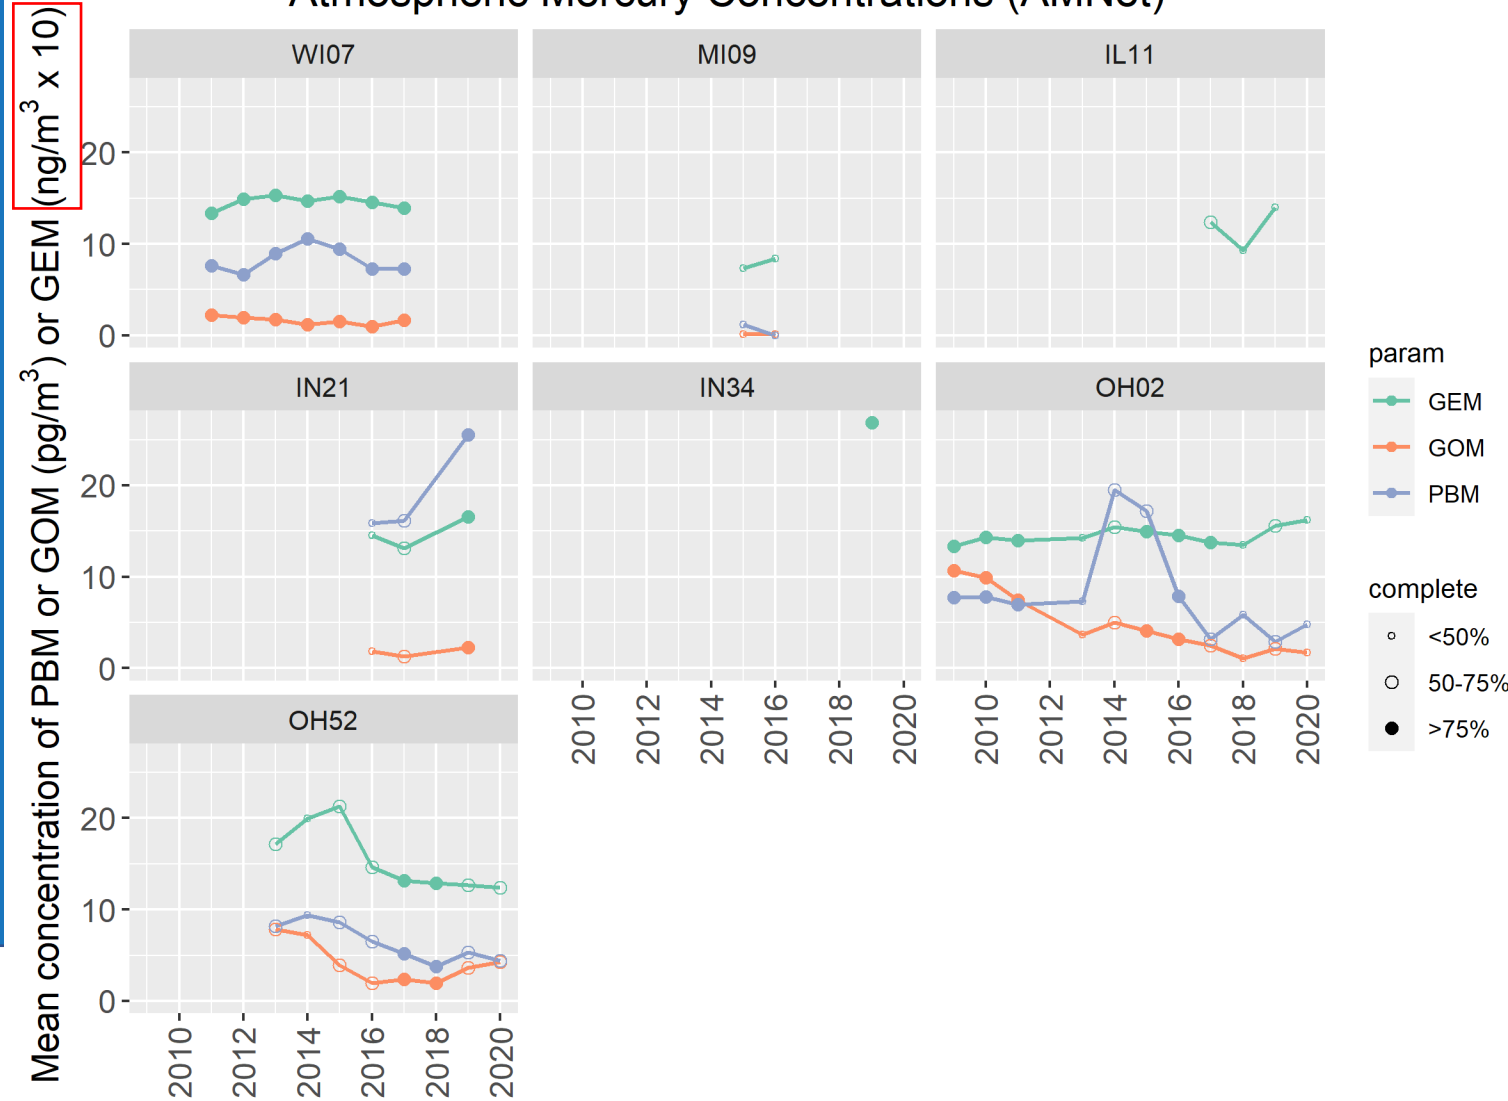 Atmospheric Mercury Concentrations (AMNet)
Mean concentration of PBM or GOM (pg/m³) or GEM (ng/m³ x 10)
WI07
MI09
IL11
20
10
0
IN21
IN34
OH02
20
10
0
2010 2012 2014 2016 2018 2020
2010 2012 2014 2016 2018 2020
OH52
20
10
0
2010 2012 2014 2016 2018 2020
param
GEM
GOM
PBM
complete
<50%
50-75%
>75%